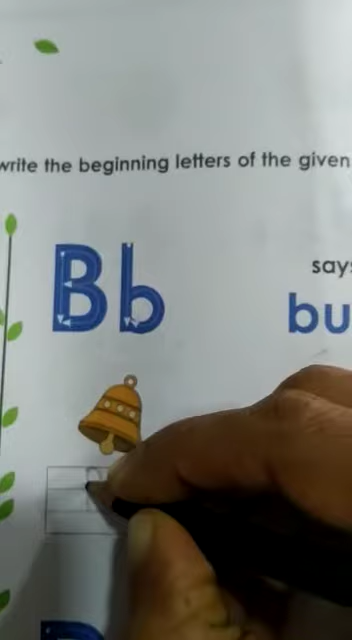 write the beginning letters of the given
Bb
says
bu